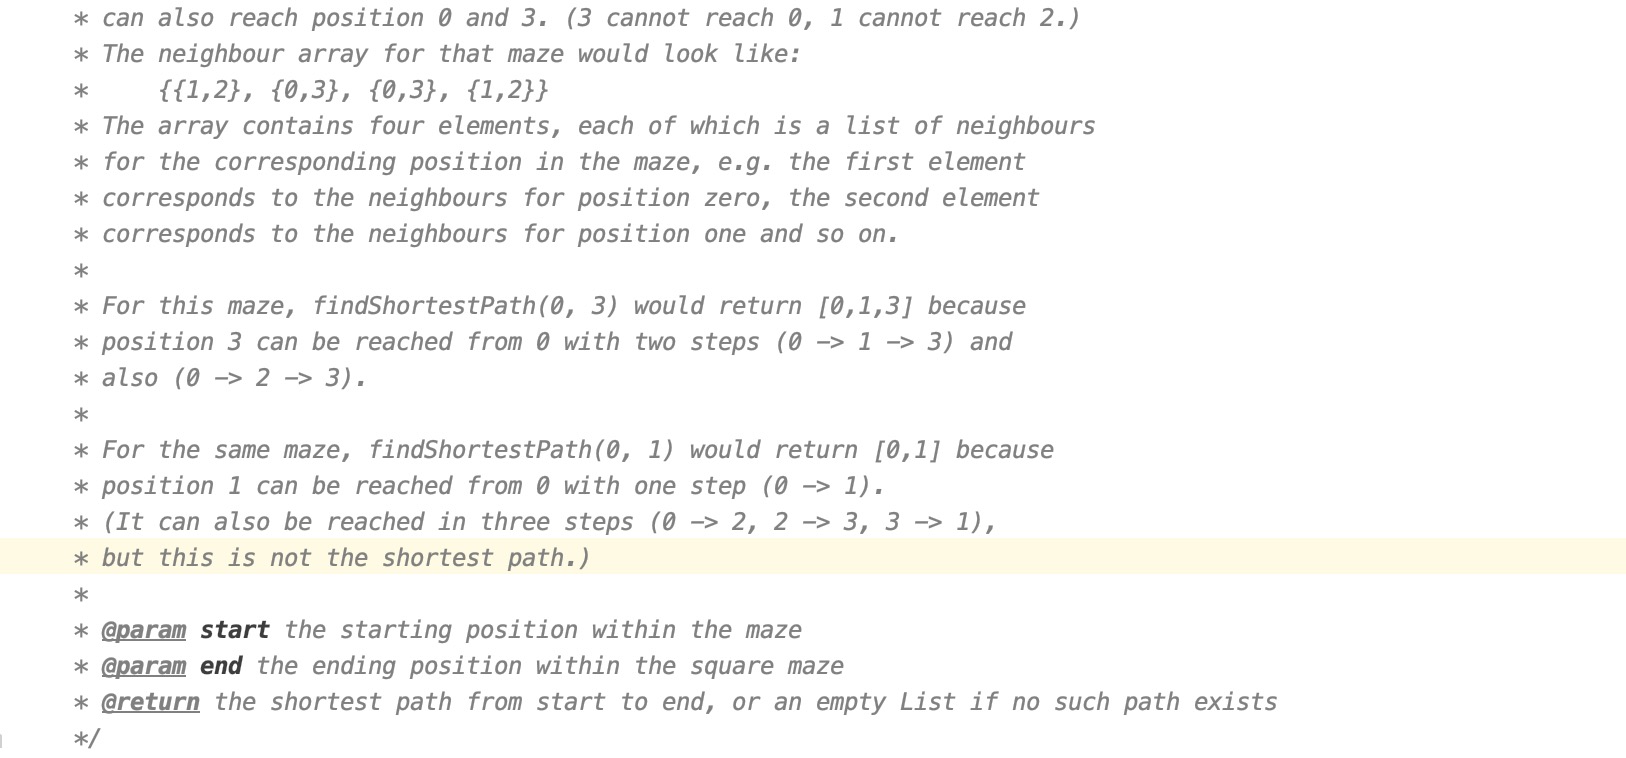 * can also reach position 0 and 3. (3 cannot reach 0, 1 cannot reach 2.)
* The neighbour array for that maze would look like:
*     {{1,2}, {0,3}, {0,3}, {1,2}}
* The array contains four elements, each of which is a list of neighbours
* for the corresponding position in the maze, e.g. the first element
* corresponds to the neighbours for position zero, the second element
* corresponds to the neighbours for position one and so on.
*
* For this maze, findShortestPath(0, 3) would return [0,1,3] because
* position 3 can be reached from 0 with two steps (0 -> 1 -> 3) and
* also (0 -> 2 -> 3).
*
* For the same maze, findShortestPath(0, 1) would return [0,1] because
* position 1 can be reached from 0 with one step (0 -> 1).
* (It can also be reached in three steps (0 -> 2, 2 -> 3, 3 -> 1),
* but this is not the shortest path.)
*
* @param start the starting position within the maze
* @param end the ending position within the square maze
* @return the shortest path from start to end, or an empty List if no such path exists
*/